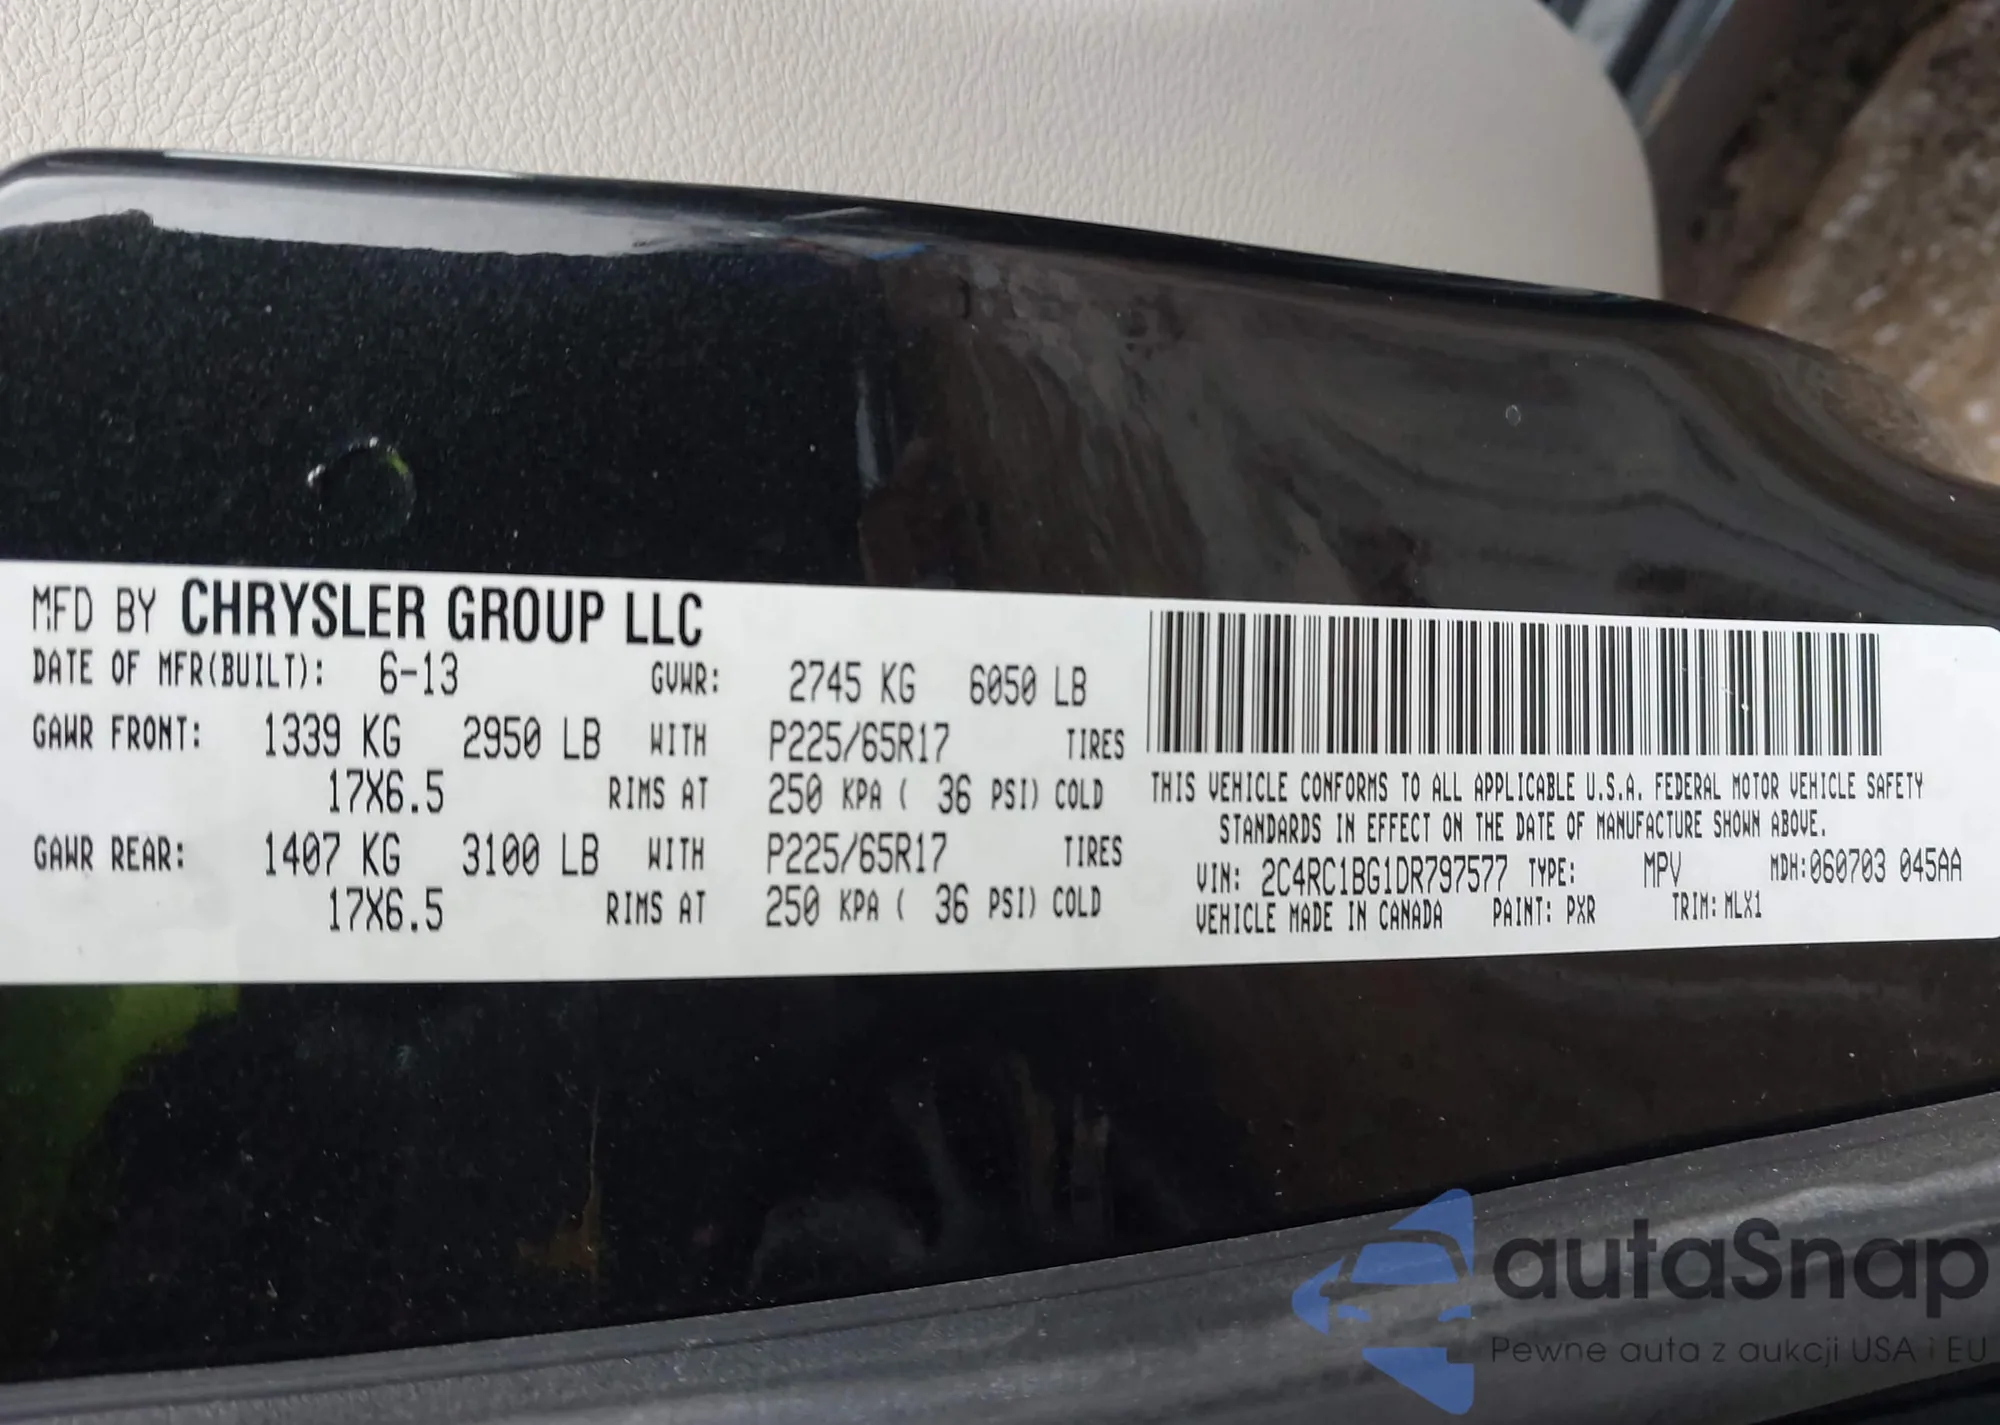 MFD BY CHRYSLER GROUP LLC
DATE OF MFR(BUILT): 6-13 GVWR: 2745 KG 6050 LB
GAWR FRONT: 1339 KG 2950 LB WITH P225/65R17 TIRES
17X6.5 RIMS AT 250 KPA ( 36 PSI) COLD
GAWR REAR: 1407 KG 3100 LB WITH P225/65R17 TIRES
17X6.5 RIMS AT 250 KPA ( 36 PSI) COLD
THIS VEHICLE CONFORMS TO ALL APPLICABLE U.S.A. FEDERAL MOTOR VEHICLE SAFETY
STANDARDS IN EFFECT ON THE DATE OF MANUFACTURE SHOWN ABOVE.
VIN: 2C4RC1BG1DR797577 TYPE: MPV MDH:060703 045AA
VEHICLE MADE IN CANADA PAINT: PXR TRIM: MLX1
autaSnap
Pewne auta z aukcji USA i EU